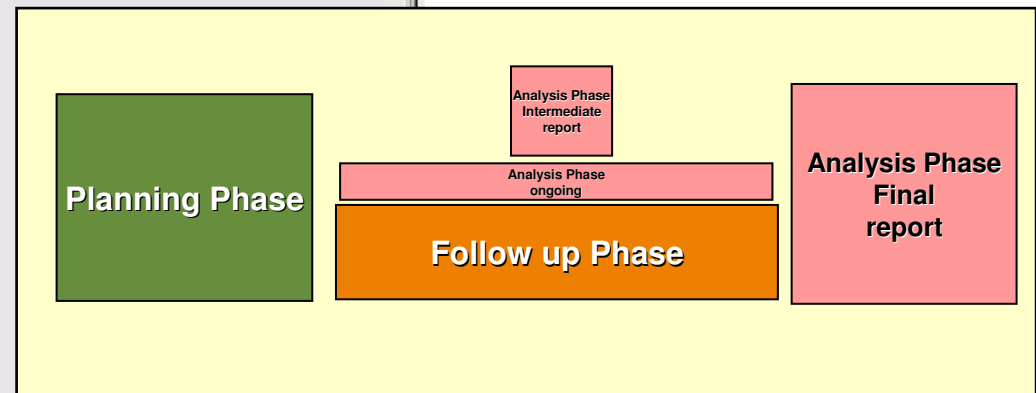 Planning Phase
Analysis Phase
Intermediate
report
Analysis Phase
ongoing
Follow up Phase
Analysis Phase
Final
report